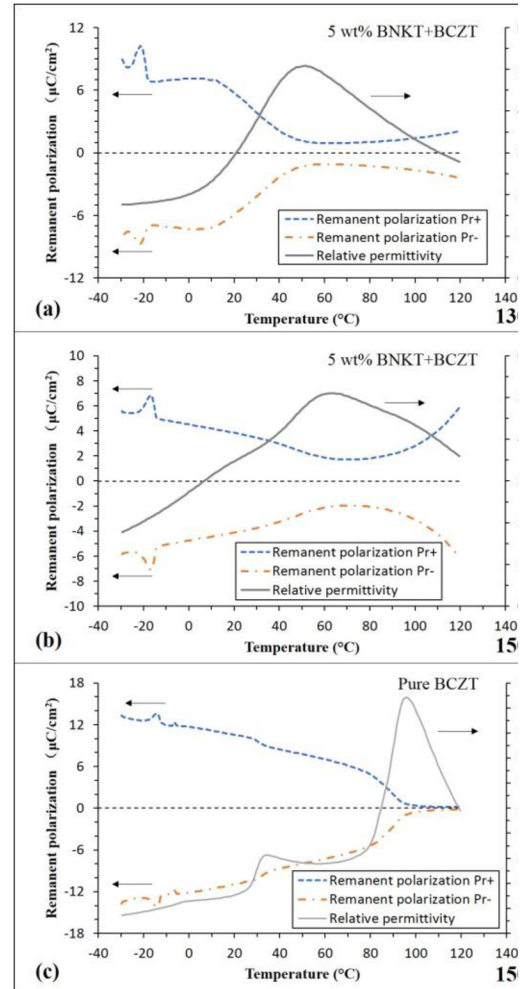 5 wt% BNKT+BCZT
Remanent polarization (μC/cm²)
12
6
0
-6
-12
Remanent polarization Pr+
Remanent polarization Pr-
Relative permittivity
-40 -20 0 20 40 60 80 100 120 140
(a) Temperature (°C) 130
5 wt% BNKT+BCZT
Remanent polarization (μC/cm²)
10
8
6
4
2
0
-2
-4
-6
-8
-10
Remanent polarization Pr+
Remanent polarization Pr-
Relative permittivity
-40 -20 0 20 40 60 80 100 120 140
(b) Temperature (°C) 150
Pure BCZT
Remanent polarization (μC/cm²)
18
12
6
0
-6
-12
-18
Remanent polarization Pr+
Remanent polarization Pr-
Relative permittivity
-40 -20 0 20 40 60 80 100 120 140
(c) Temperature (°C) 150